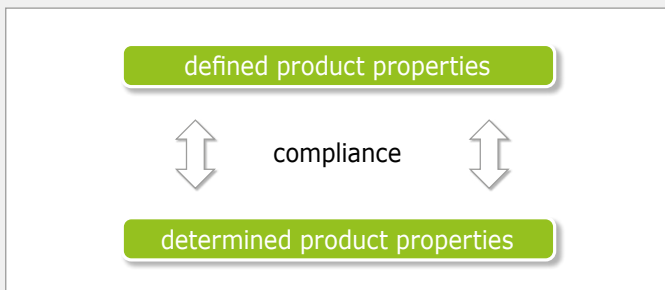 defined product properties
compliance
determined product properties